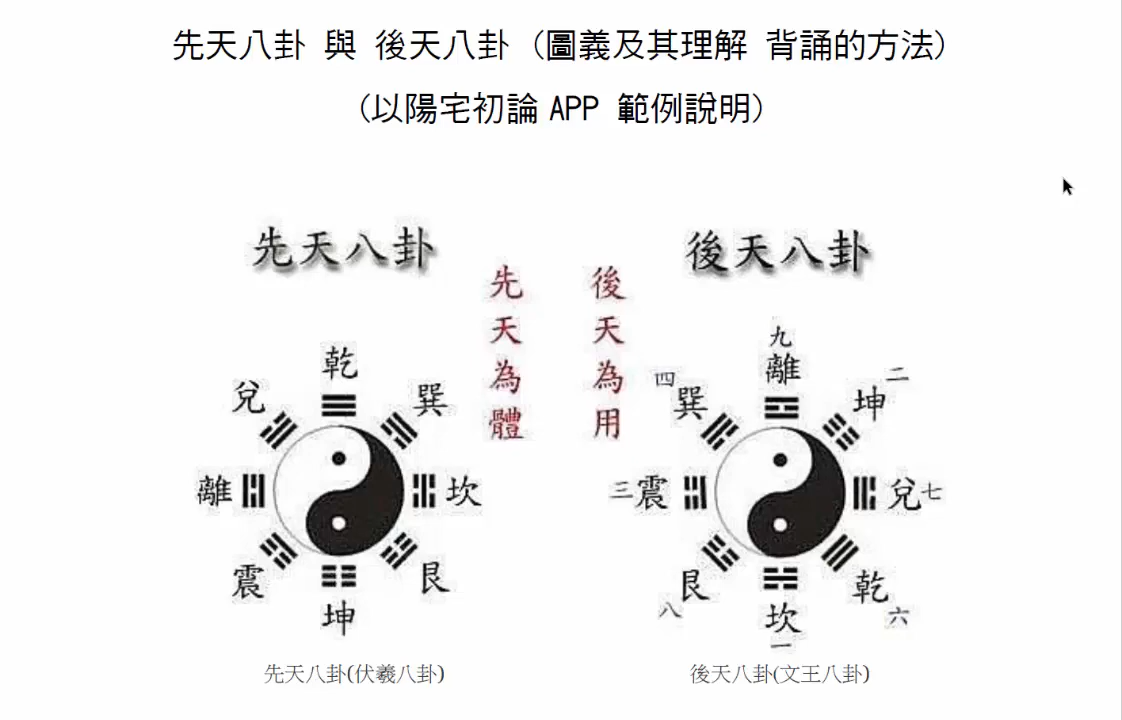 先天八卦 與 後天八卦 (圖義及其理解 背誦的方法)
(以陽宅初論 APP 範例說明)
先天八卦
先天為體
乾
兌
巽
離
坎
震
艮
坤
先天八卦(伏羲八卦)
後天八卦
後天為用
九
離
四
巽
二
坤
三震
兌七
艮
八
乾
六
坎
一
後天八卦(文王八卦)